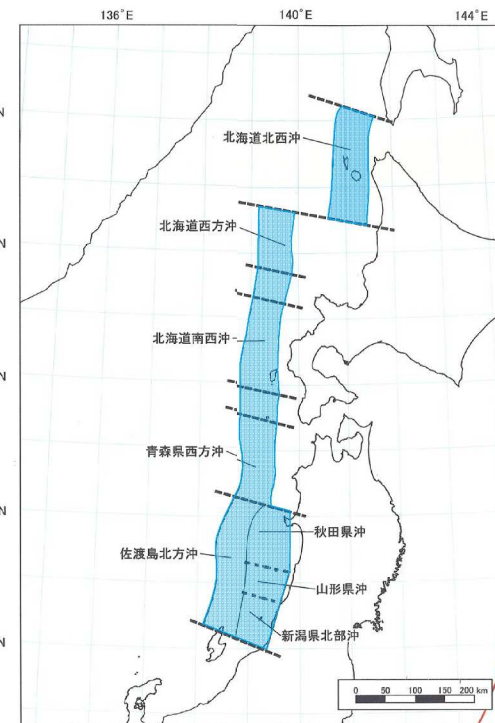 136°E 140°E 144°E
N
北海道北西沖
北海道西方沖
N
北海道南西沖
N
青森県西方沖
N
秋田県沖
佐渡島北方沖
山形県沖
新潟県北部沖
N
0 50 100 150 200 km